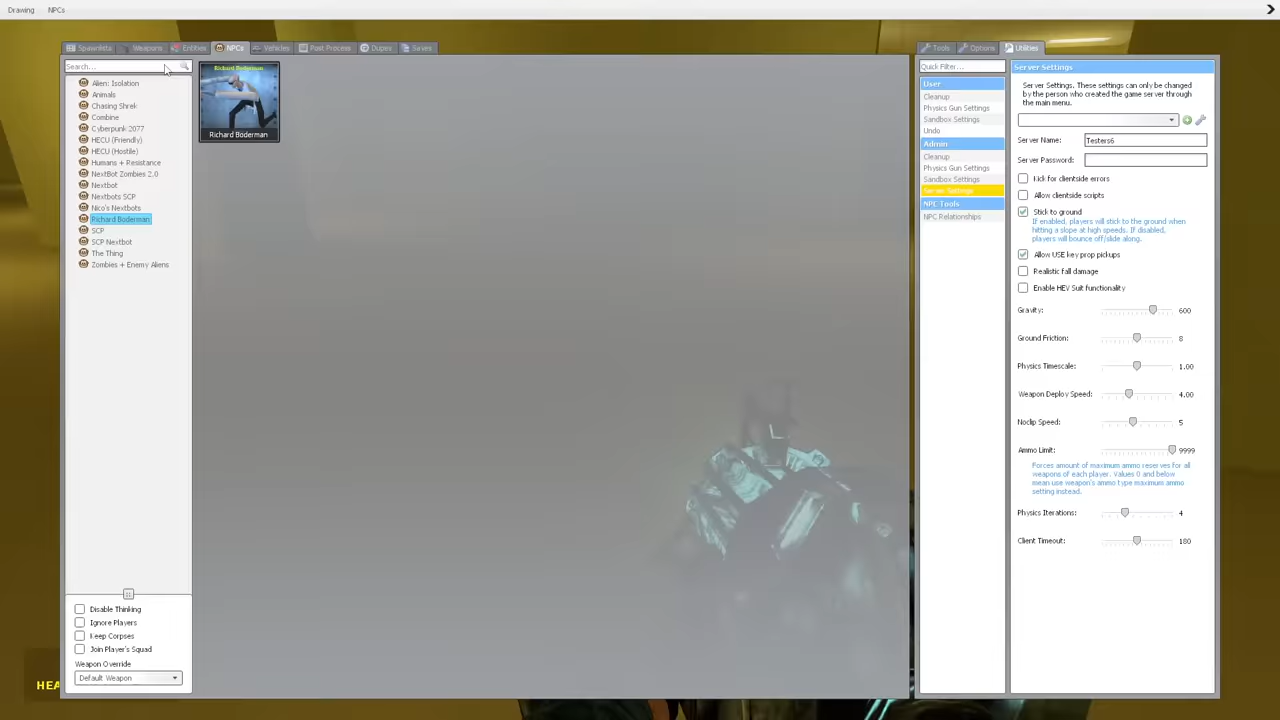 Drawing NPCs
Spawnlists Weapons Entities NPCs Vehicles Post Process Dupes Saves
Search...
Alien: Isolation
Animals
Chasing Shrek
Combine
Cyberpunk 2077
HECU (Friendly)
HECU (Hostile)
Humans + Resistance
NextBot Zombies 2.0
Nextbot
Nextbots SCP
Nico's Nextbots
Richard Boderman
SCP
SCP Nextbot
The Thing
Zombies + Enemy Aliens
Richard Boderman
Richard Boderman
Disable Thinking
Ignore Players
Keep Corpses
Join Player's Squad
Weapon Override
Default Weapon
HEA
Tools Options Utilities
Quick Filter...
User
Cleanup
Physics Gun Settings
Sandbox Settings
Undo
Admin
Cleanup
Physics Gun Settings
Sandbox Settings
Server Settings
NPC Tools
NPC Relationships
Server Settings
Server Settings. These settings can only be changed
by the person who created the game server through
the main menu.
Server Name: Testers6
Server Password:
Kick for clientside errors
Allow clientside scripts
Stick to ground
If enabled, players will stick to the ground when
hitting a slope at high speeds. If disabled,
players will bounce off/slide along.
Allow USE key prop pickups
Realistic fall damage
Enable HEV Suit functionality
Gravity: 600
Ground Friction: 8
Physics Timescale: 1.00
Weapon Deploy Speed: 4.00
Noclip Speed: 5
Ammo Limit: 9999
Forces amount of maximum ammo reserves for all
weapons of each player. Values 0 and below
mean use weapon's ammo type maximum ammo
setting instead.
Physics Iterations: 4
Client Timeout: 180